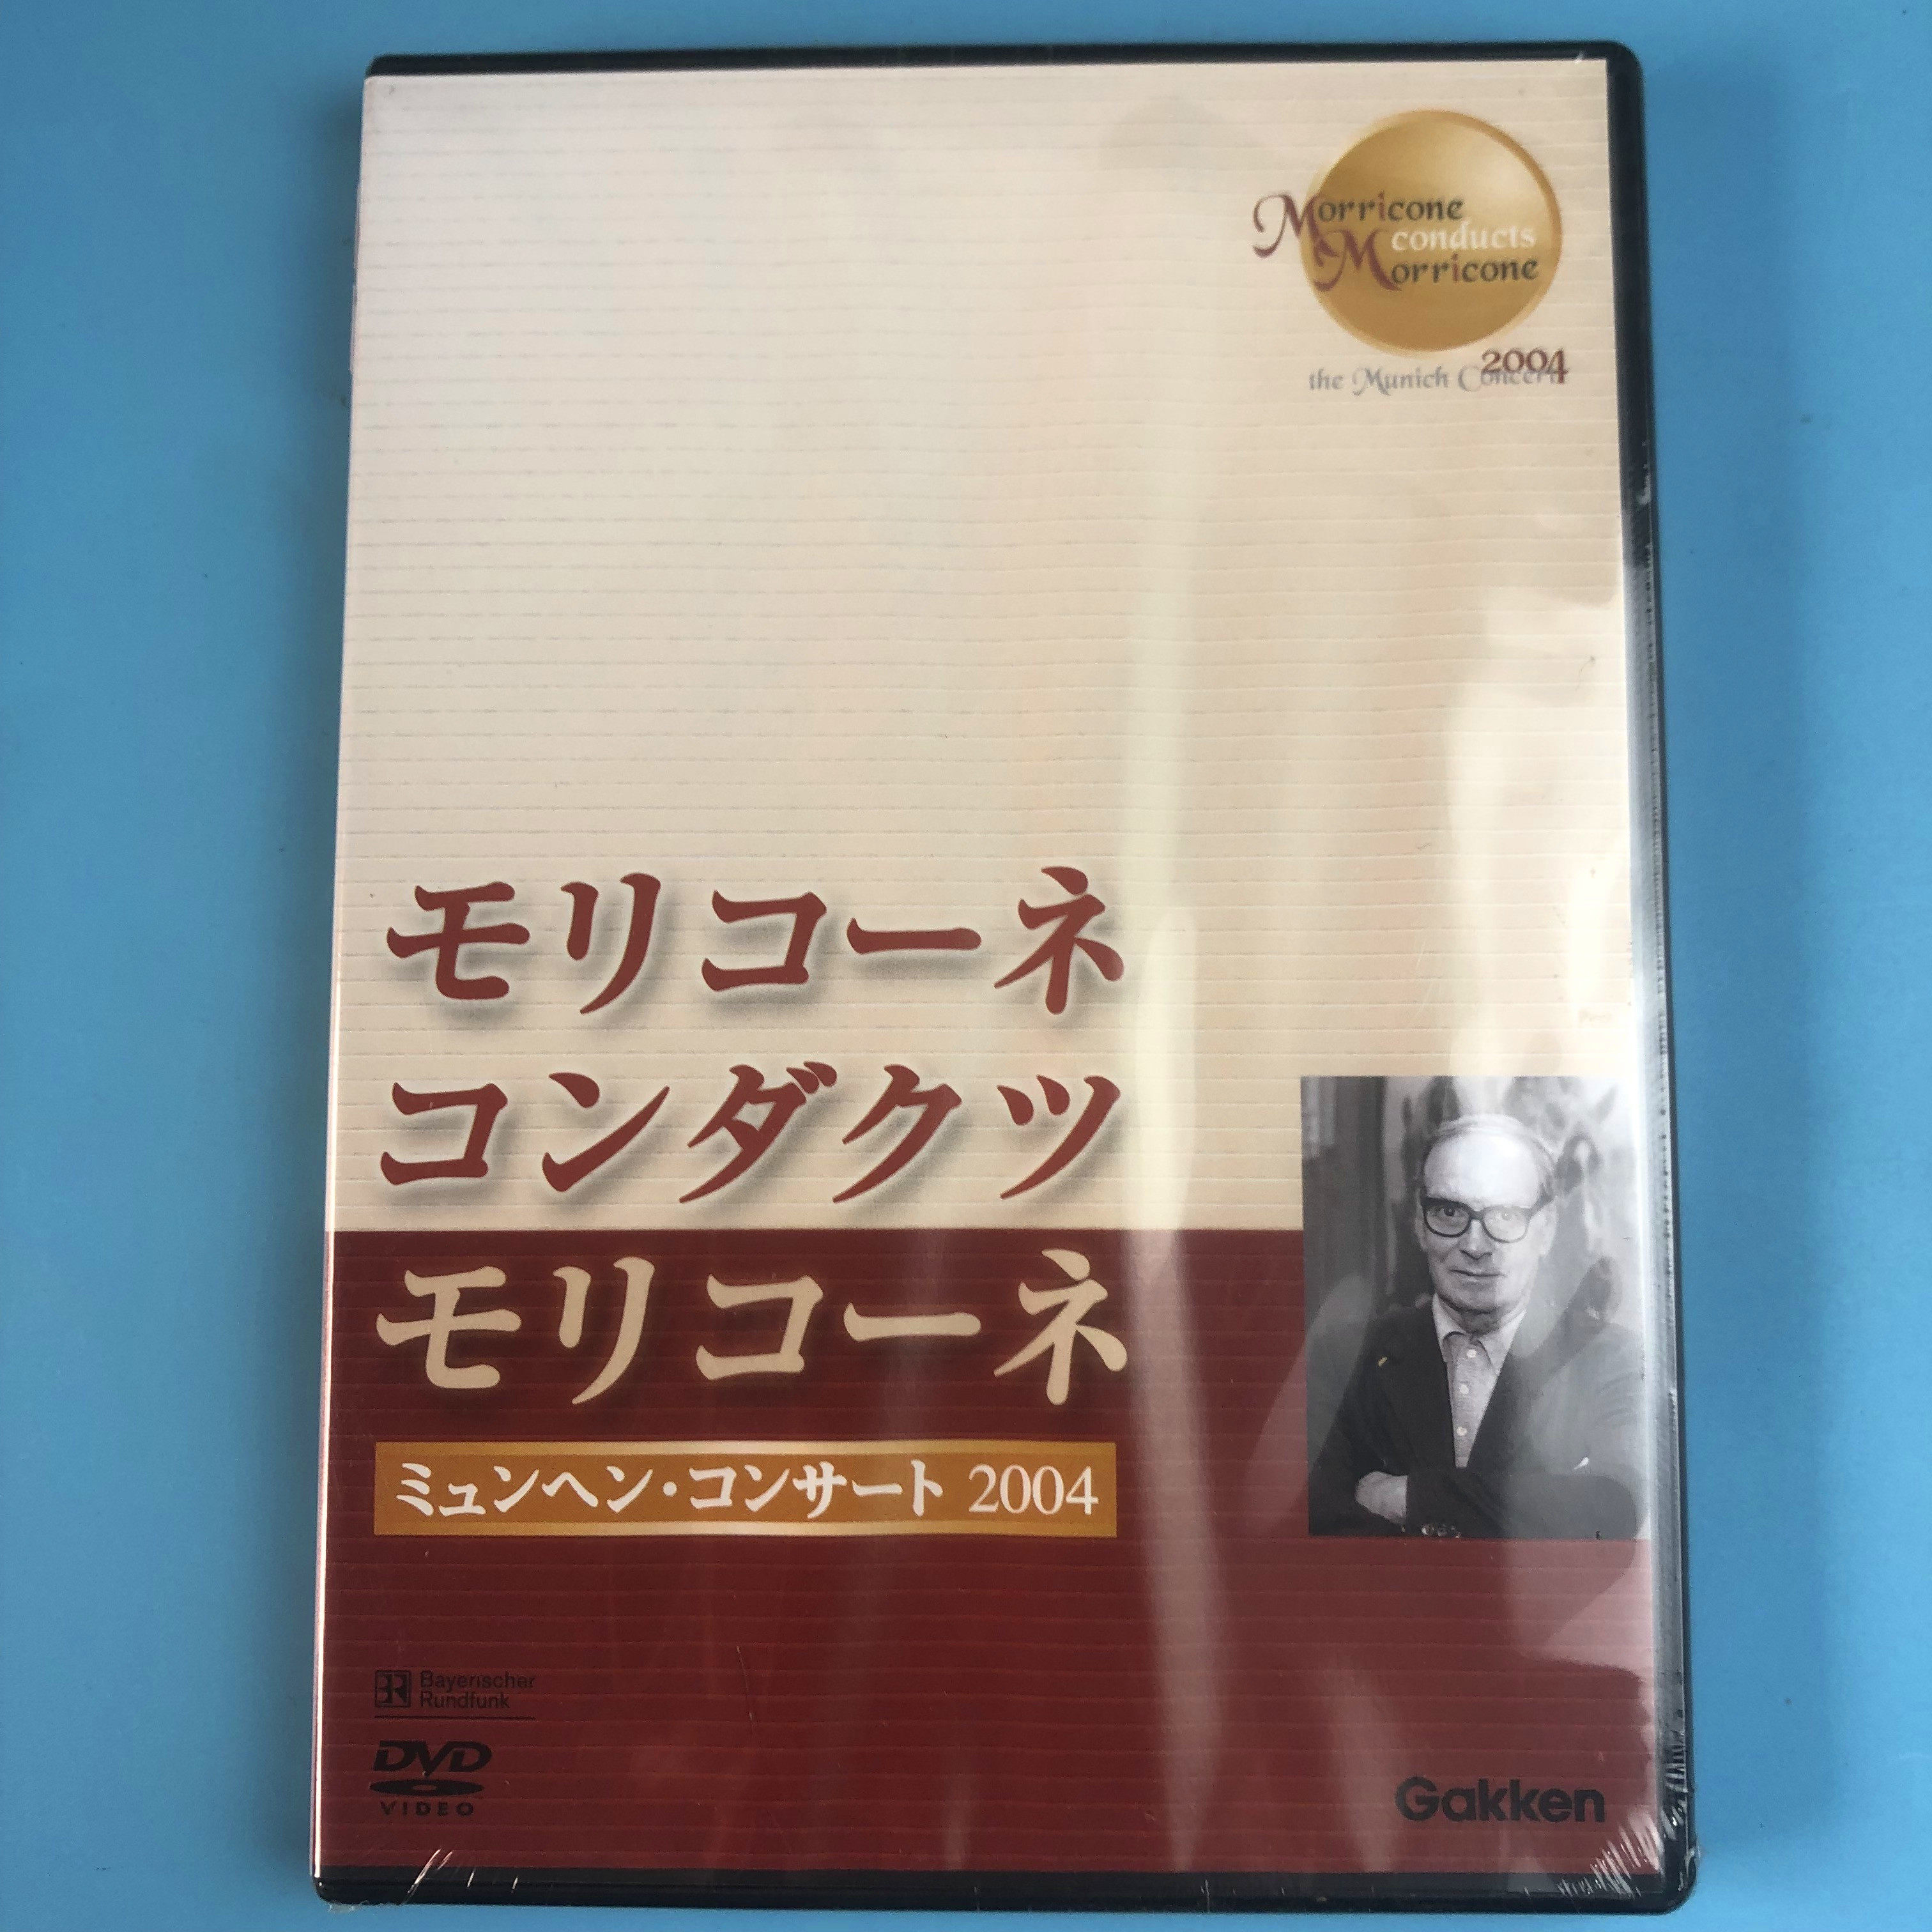 Morricone
conducts
Morricone
2004
the Munich Concert
モリコーネ
コンダクツ
モリコーネ
ミュンヘン・コンサート 2004
BR Bayerischer
Rundfunk
DVD
VIDEO
Gakken